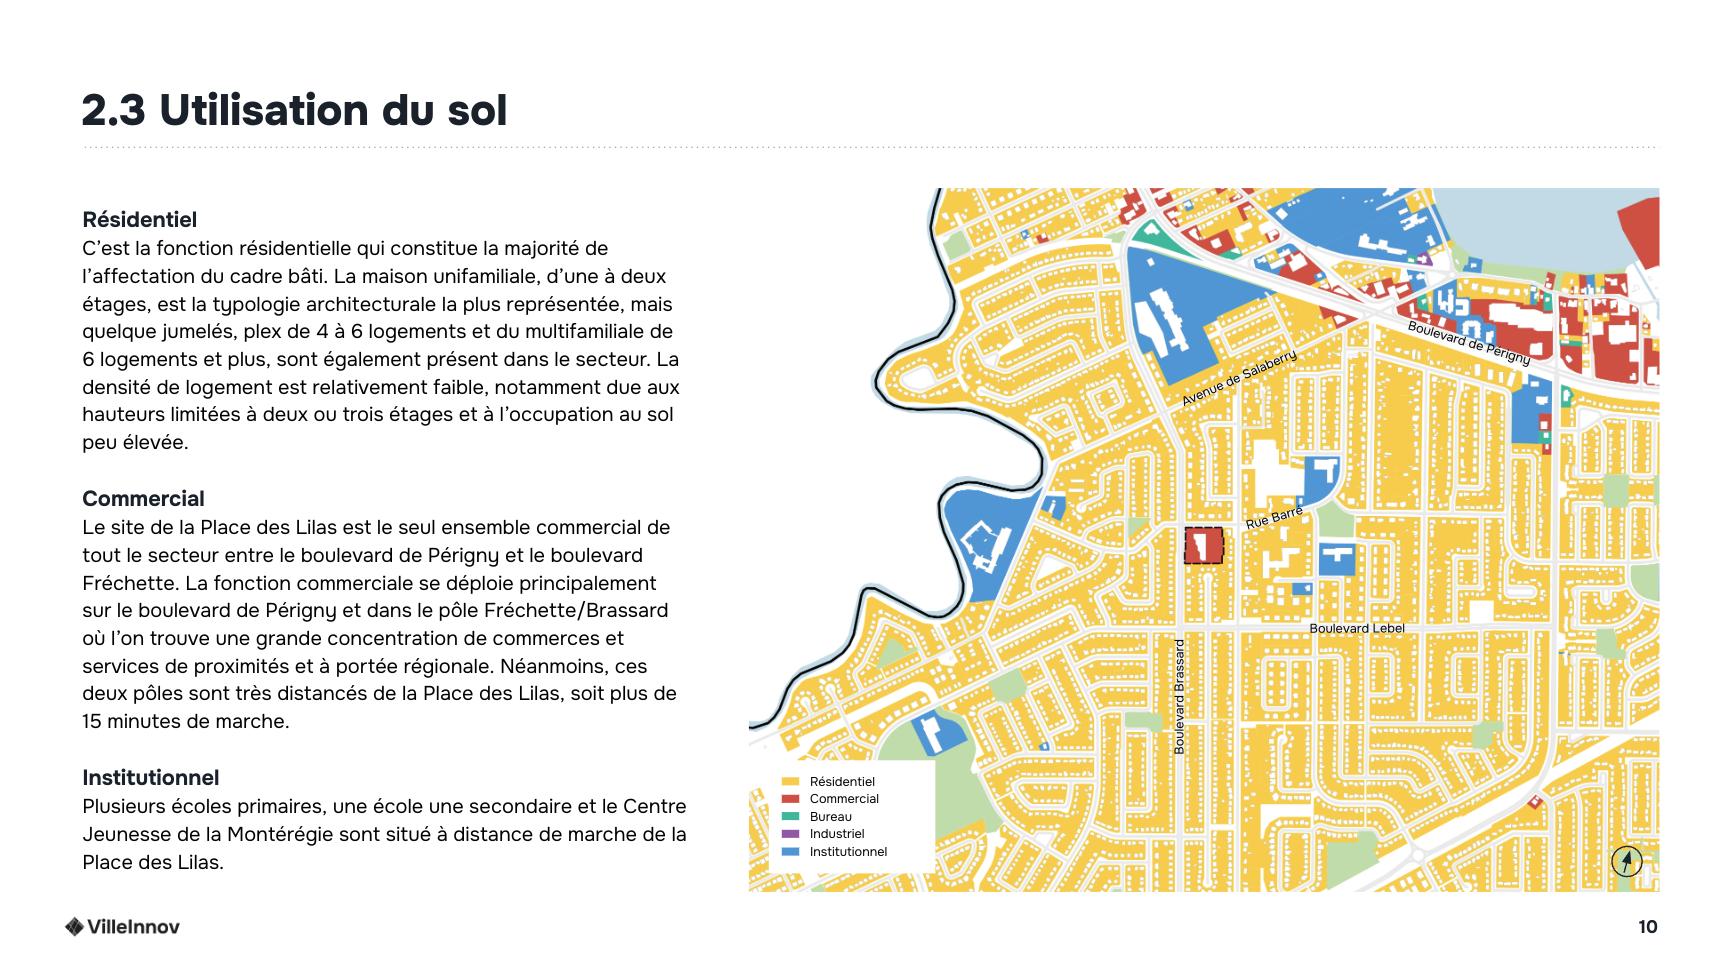 2.3 Utilisation du sol
Résidentiel
C'est la fonction résidentielle qui constitue la majorité de
l'affectation du cadre bâti. La maison unifamiliale, d'une à deux
étages, est la typologie architecturale la plus représentée, mais
quelque jumelés, plex de 4 à 6 logements et du multifamiliale de
6 logements et plus, sont également présent dans le secteur. La
densité de logement est relativement faible, notamment due aux
hauteurs limitées à deux ou trois étages et à l'occupation au sol
peu élevée.
Commercial
Le site de la Place des Lilas est le seul ensemble commercial de
tout le secteur entre le boulevard de Périgny et le boulevard
Fréchette. La fonction commerciale se déploie principalement
sur le boulevard de Périgny et dans le pôle Fréchette/Brassard
où l'on trouve une grande concentration de commerces et
services de proximités et à portée régionale. Néanmoins, ces
deux pôles sont très distancés de la Place des Lilas, soit plus de
15 minutes de marche.
Institutionnel
Plusieurs écoles primaires, une école une secondaire et le Centre
Jeunesse de la Montérégie sont situé à distance de marche de la
Place des Lilas.
Boulevard de Périgny
Avenue de Salaberry
Rue Barré
Boulevard Lebel
Boulevard Brassard
Résidentiel
Commercial
Bureau
Industriel
Institutionnel
VilleInnov
10